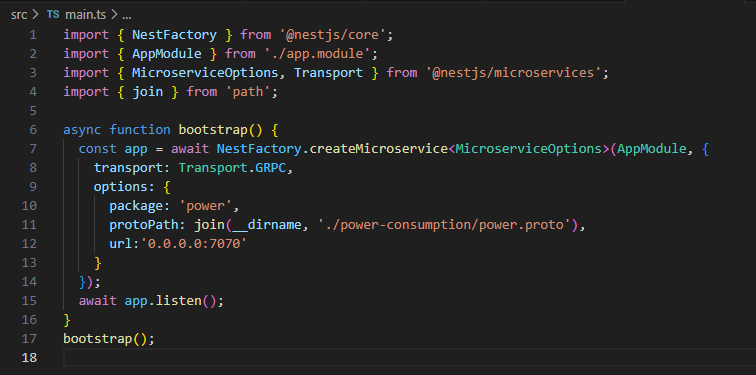 src > TS main.ts > ...
1 import { NestFactory } from '@nestjs/core';
2 import { AppModule } from './app.module';
3 import { MicroserviceOptions, Transport } from '@nestjs/microservices';
4 import { join } from 'path';
5
6 async function bootstrap() {
7   const app = await NestFactory.createMicroservice<MicroserviceOptions>(AppModule, {
8     transport: Transport.GRPC,
9     options: {
10       package: 'power',
11       protoPath: join(__dirname, './power-consumption/power.proto'),
12       url:'0.0.0.0:7070'
13     }
14   });
15   await app.listen();
16 }
17 bootstrap();
18